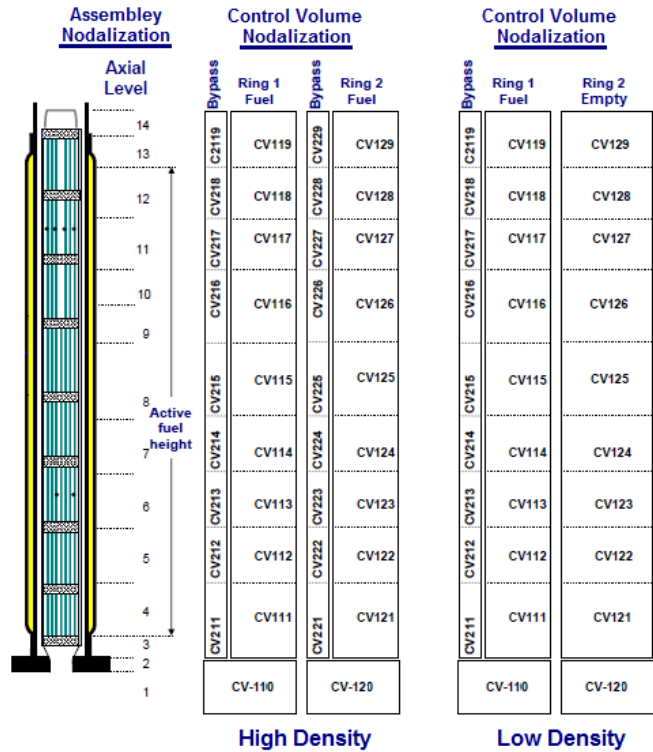 Assembley
Nodalization
Control Volume
Nodalization
Control Volume
Nodalization
Axial
Level
Bypass
Ring 1
Fuel
Bypass
Ring 2
Fuel
Bypass
Ring 1
Fuel
Ring 2
Empty
14
13
12
11
10
9
8
7
6
5
4
3
2
1
Active
fuel
height
C2119
CV119
CV229
CV129
CV218
CV118
CV228
CV128
CV217
CV117
CV227
CV127
CV216
CV116
CV226
CV126
CV215
CV115
CV225
CV125
CV214
CV114
CV224
CV124
CV213
CV113
CV223
CV123
CV212
CV112
CV222
CV122
CV211
CV111
CV221
CV121
CV-110
CV-120
High Density
C2119
CV119
CV129
CV218
CV118
CV128
CV217
CV117
CV127
CV216
CV116
CV126
CV215
CV115
CV125
CV214
CV114
CV124
CV213
CV113
CV123
CV212
CV112
CV122
CV211
CV111
CV121
CV-110
CV-120
Low Density